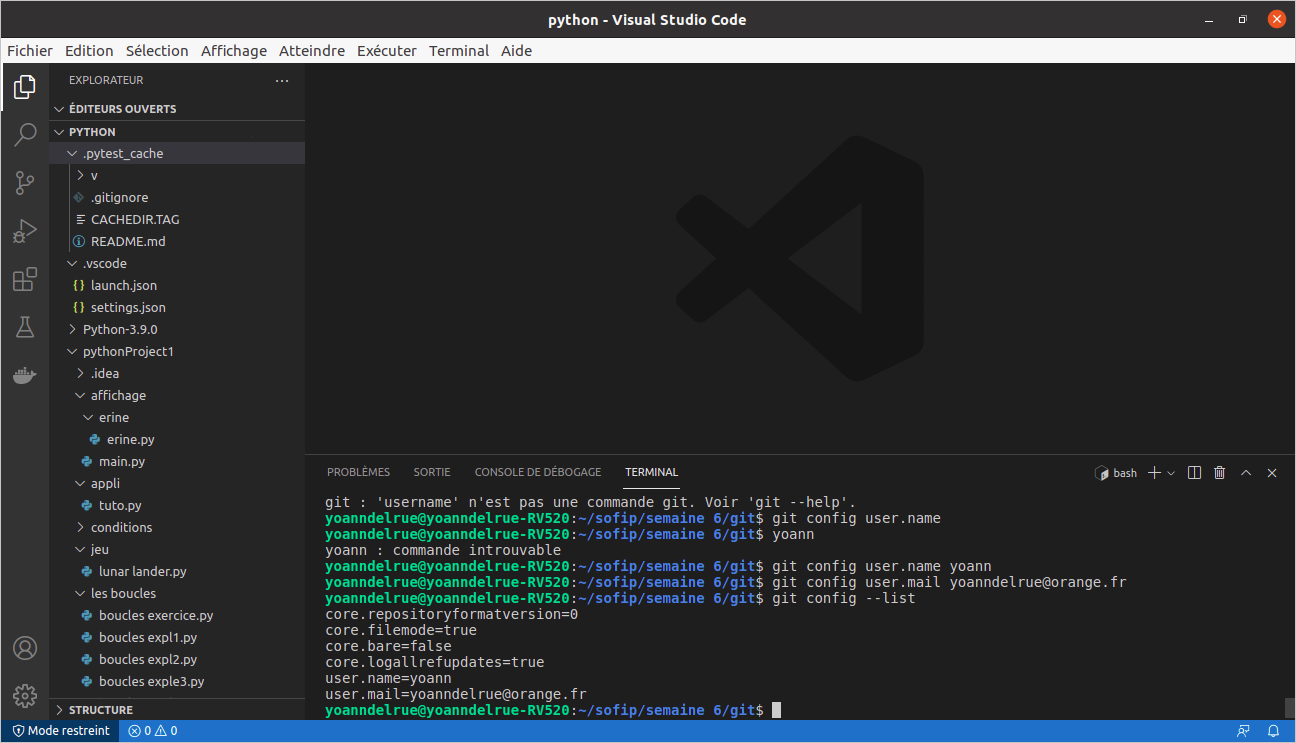 python - Visual Studio Code
Fichier Edition Sélection Affichage Atteindre Exécuter Terminal Aide
EXPLORATEUR
ÉDITEURS OUVERTS
PYTHON
.pytest_cache
v
.gitignore
CACHEDIR.TAG
README.md
.vscode
launch.json
settings.json
Python-3.9.0
pythonProject1
.idea
affichage
erine
erine.py
main.py
appli
tuto.py
conditions
jeu
lunar lander.py
les boucles
boucles exercice.py
boucles expl1.py
boucles expl2.py
boucles exple3.py
STRUCTURE
PROBLÈMES SORTIE CONSOLE DE DÉBOGAGE TERMINAL bash
git : 'username' n'est pas une commande git. Voir 'git --help'.
yoanndelrue@yoanndelrue-RV520:~/sofip/semaine 6/git$ git config user.name
yoanndelrue@yoanndelrue-RV520:~/sofip/semaine 6/git$ yoann
yoann : commande introuvable
yoanndelrue@yoanndelrue-RV520:~/sofip/semaine 6/git$ git config user.name yoann
yoanndelrue@yoanndelrue-RV520:~/sofip/semaine 6/git$ git config user.mail yoanndelrue@orange.fr
yoanndelrue@yoanndelrue-RV520:~/sofip/semaine 6/git$ git config --list
core.repositoryformatversion=0
core.filemode=true
core.bare=false
core.logallrefupdates=true
user.name=yoann
user.mail=yoanndelrue@orange.fr
yoanndelrue@yoanndelrue-RV520:~/sofip/semaine 6/git$
Mode restreint 0 0